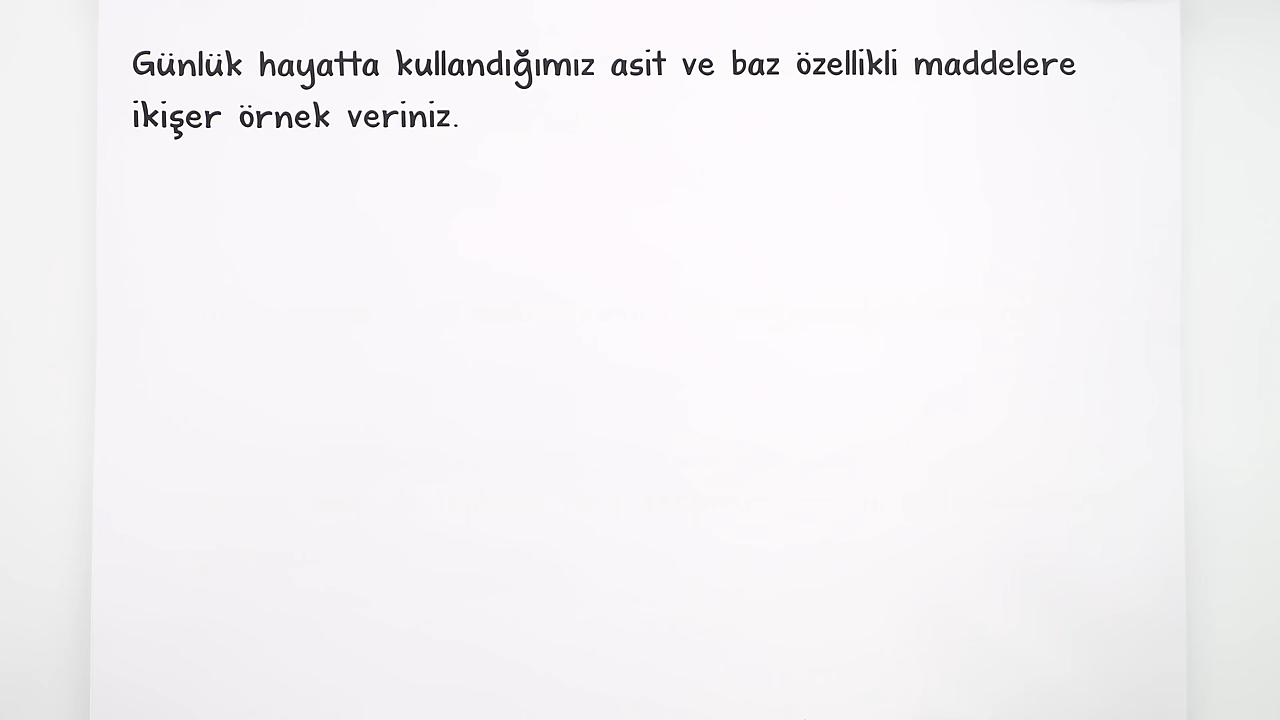 Günlük hayatta kullandığımız asit ve baz özellikli maddelere
ikişer örnek veriniz.